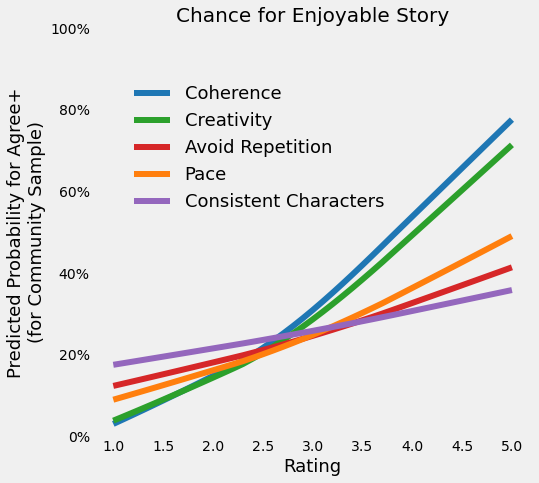 Chance for Enjoyable Story
100%
80%
60%
40%
20%
0%
Predicted Probability for Agree+
(for Community Sample)
Coherence
Creativity
Avoid Repetition
Pace
Consistent Characters
1.0 1.5 2.0 2.5 3.0 3.5 4.0 4.5 5.0
Rating